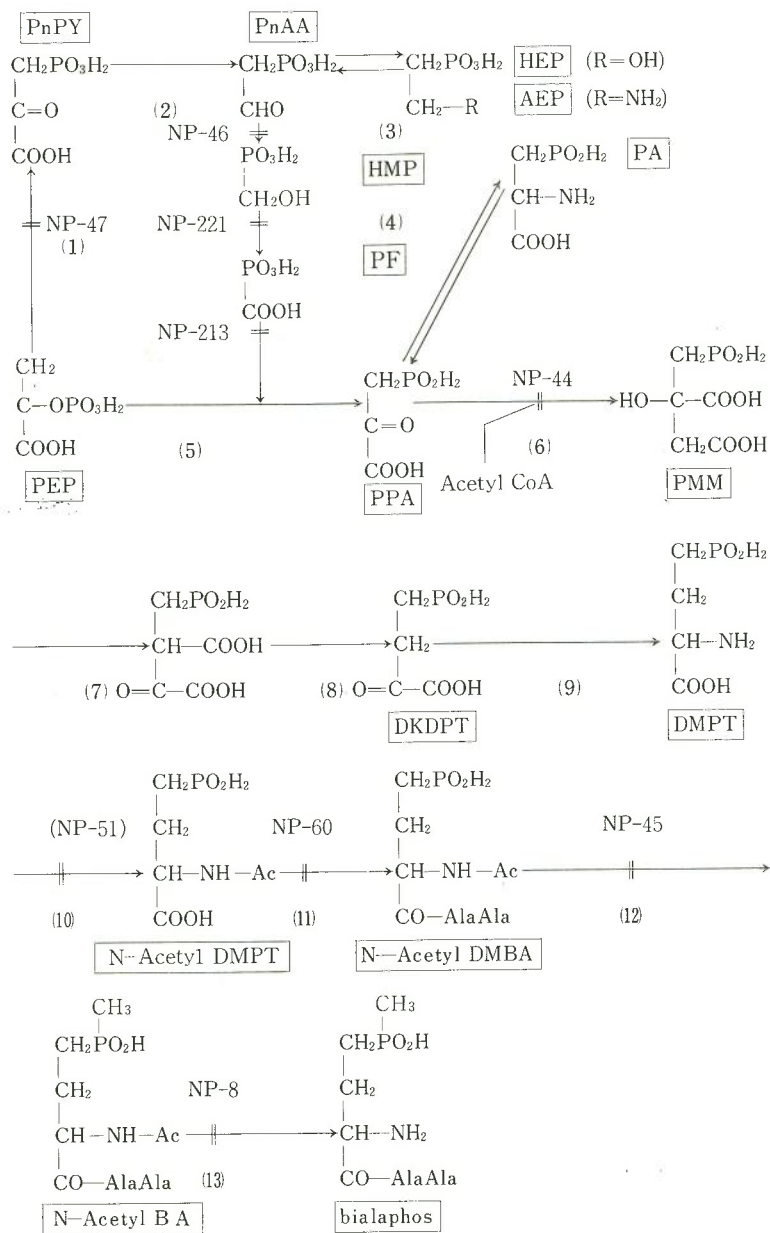 PnPY PnAA
CH₂PO₃H₂ CH₂PO₃H₂ CH₂PO₃H₂ HEP (R=OH)
C=O (2) CHO CH₂—R AEP (R=NH₂)
NP-46 (3)
COOH PO₃H₂ HMP CH₂PO₂H₂ PA
CH₂OH CH—NH₂
NP-47 NP-221 (4)
(1) PF COOH
PO₃H₂
COOH
NP-213
CH₂ CH₂PO₂H₂ NP-44 CH₂PO₂H₂
C—OPO₃H₂ C=O HO—C—COOH
COOH (5) COOH (6) CH₂COOH
PEP PPA Acetyl CoA PMM
CH₂PO₂H₂ CH₂PO₂H₂ CH₂PO₂H₂
CH₂
CH—COOH CH₂ CH—NH₂
(7) O=C—COOH (8) O=C—COOH (9) COOH
DKDPT DMPT
CH₂PO₂H₂ CH₂PO₂H₂
(NP-51) CH₂ NP-60 CH₂ NP-45
CH—NH—Ac CH—NH—Ac
(10) COOH (11) CO—AlaAla (12)
N-Acetyl DMPT N—Acetyl DMBA
CH₃ CH₃
CH₂PO₂H CH₂PO₂H
CH₂ NP-8 CH₂
CH—NH—Ac CH—NH₂
CO—AlaAla (13) CO—AlaAla
N-Acetyl B A bialaphos